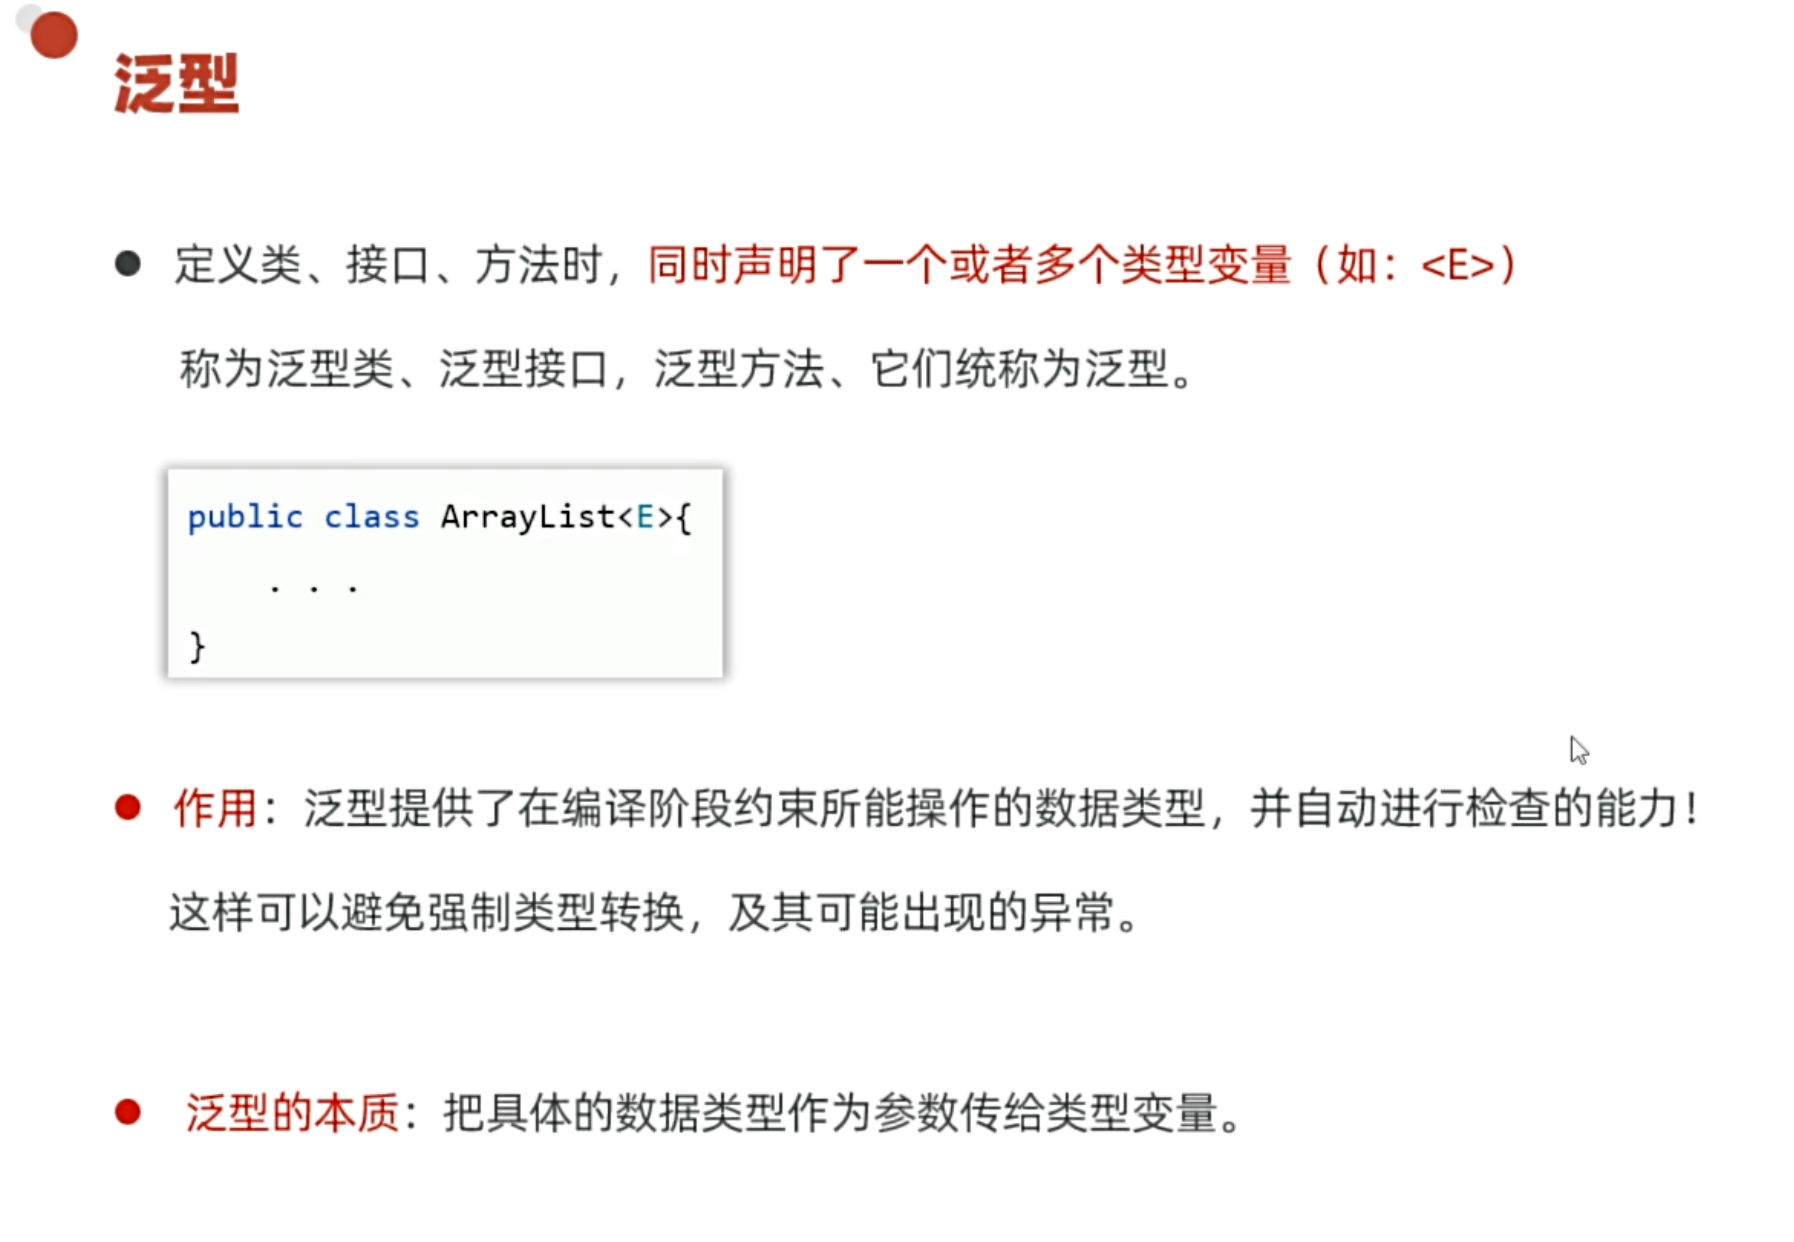 泛型
定义类、接口、方法时，同时声明了一个或者多个类型变量（如：<E>）
称为泛型类、泛型接口，泛型方法、它们统称为泛型。
public class ArrayList<E>{
. . .
}
作用：泛型提供了在编译阶段约束所能操作的数据类型，并自动进行检查的能力！
这样可以避免强制类型转换，及其可能出现的异常。
泛型的本质：把具体的数据类型作为参数传给类型变量。